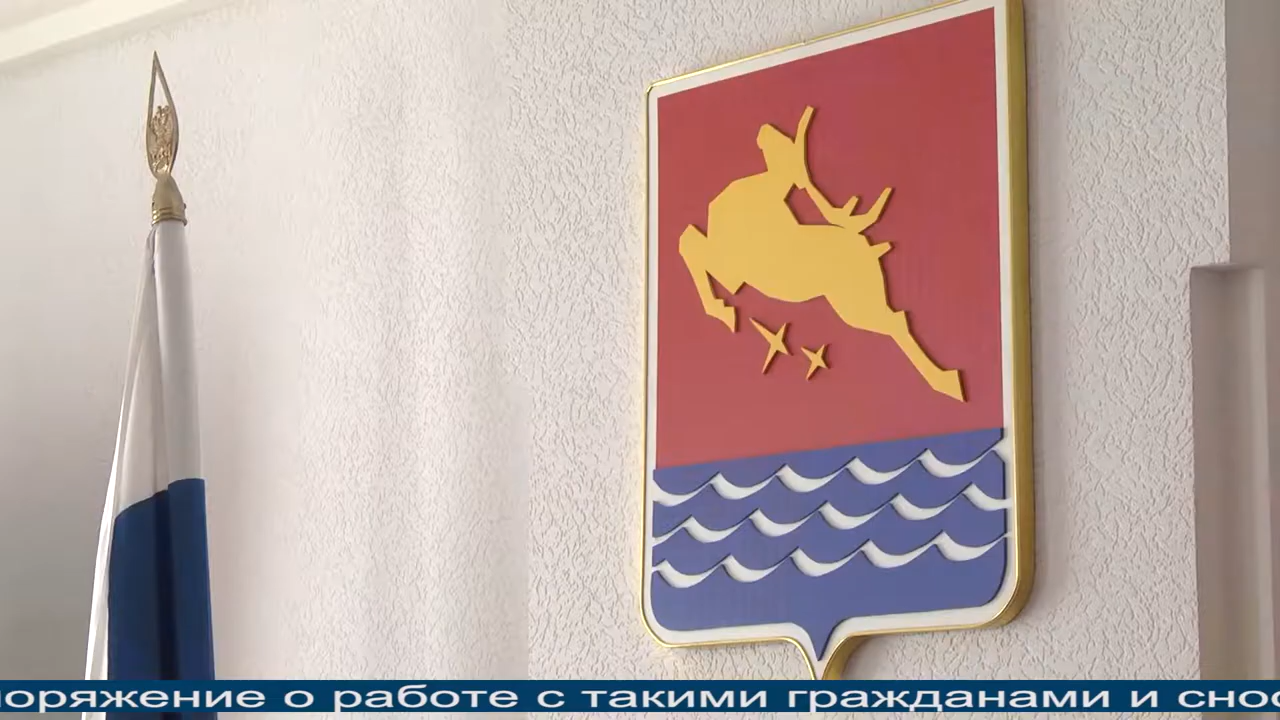 поряжение о работе с такими гражданами и снос